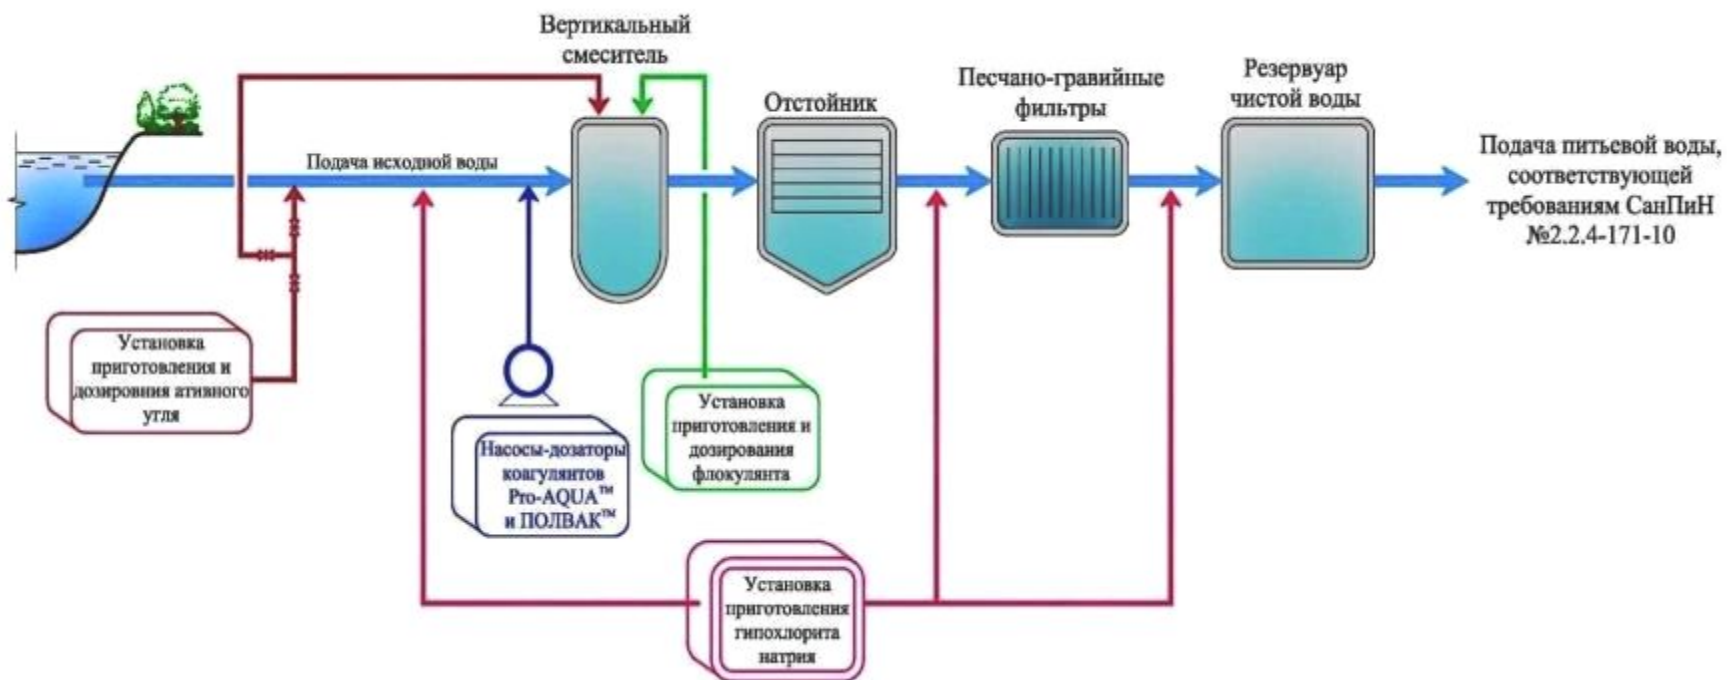 Вертикальный
смеситель
Отстойник
Песчано-гравийные
фильтры
Резервуар
чистой воды
Подача исходной воды
Подача питьевой воды,
соответствующей
требованиям СанПиН
№2.2.4-171-10
Установка
приготовления и
дозировния ативного
угля
Насосы-дозаторы
коагулянтов
Pro-AQUA™
и ПОЛВАК™
Установка
приготовления и
дозирования
флокулянта
Установка
приготовления
гипохлорита
натрия